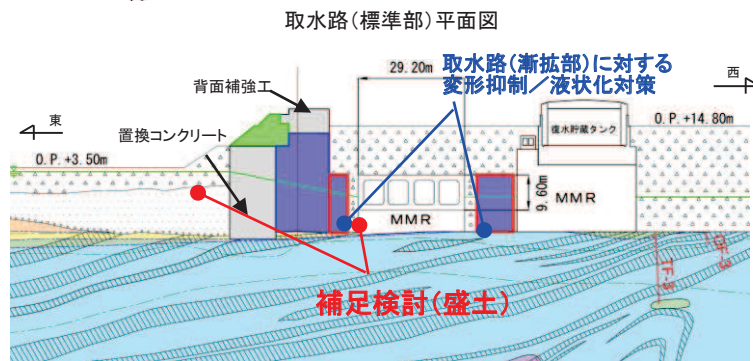 取水路(標準部)平面図
29.20m
取水路(漸拡部)に対する
変形抑制/液状化対策
西
背面補強工
東
置換コンクリート
復水貯蔵タンク
O.P.+14.80m
O.P.+3.50m
9.60m
MMR
MMR
補足検討(盛土)
TF-3